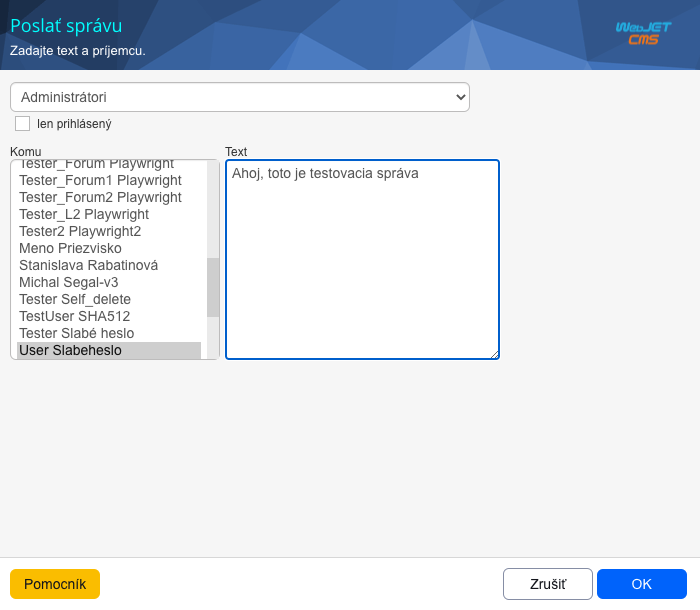 Poslať správu
Zadajte text a príjemcu.
WebJET
CMS
Administrátori
len prihlásený
Komu
Text
Tester_Forum Playwright
Tester_Forum1 Playwright
Tester_Forum2 Playwright
Tester_L2 Playwright
Tester2 Playwright2
Meno Priezvisko
Stanislava Rabatinová
Michal Segal-v3
Tester Self_delete
TestUser SHA512
Tester Slabé heslo
User Slabeheslo
Ahoj, toto je testovacia správa
Pomocník
Zrušiť
OK